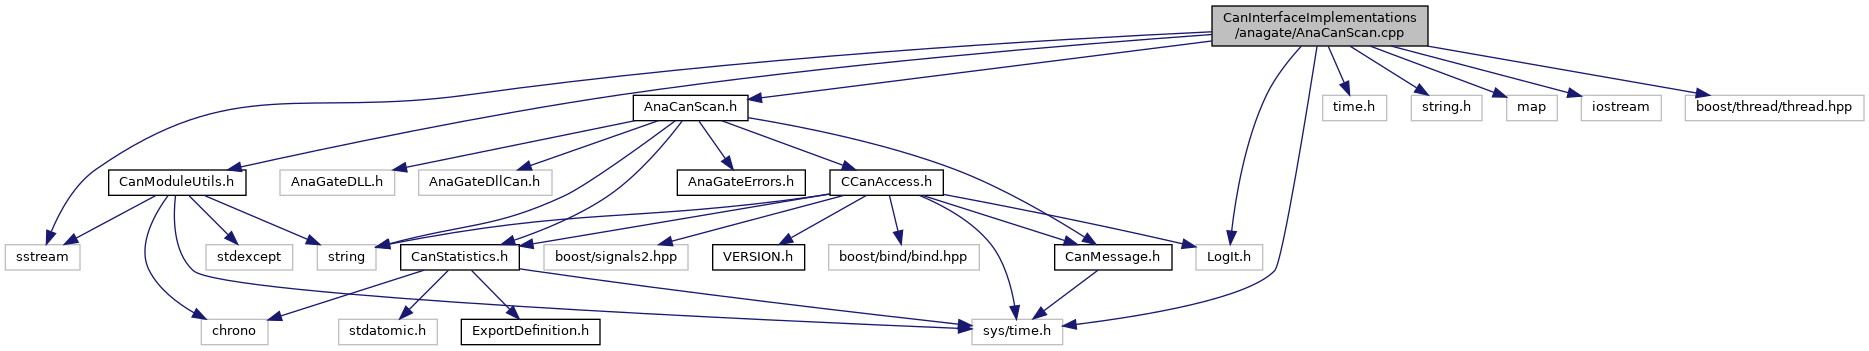 CanInterfaceImplementations
/anagate/AnaCanScan.cpp
AnaCanScan.h
time.h
string.h
map
iostream
boost/thread/thread.hpp
CanModuleUtils.h
AnaGateDLL.h
AnaGateDllCan.h
AnaGateErrors.h
CCanAccess.h
sstream
stdexcept
string
CanStatistics.h
boost/signals2.hpp
VERSION.h
boost/bind/bind.hpp
CanMessage.h
LogIt.h
chrono
stdatomic.h
ExportDefinition.h
sys/time.h